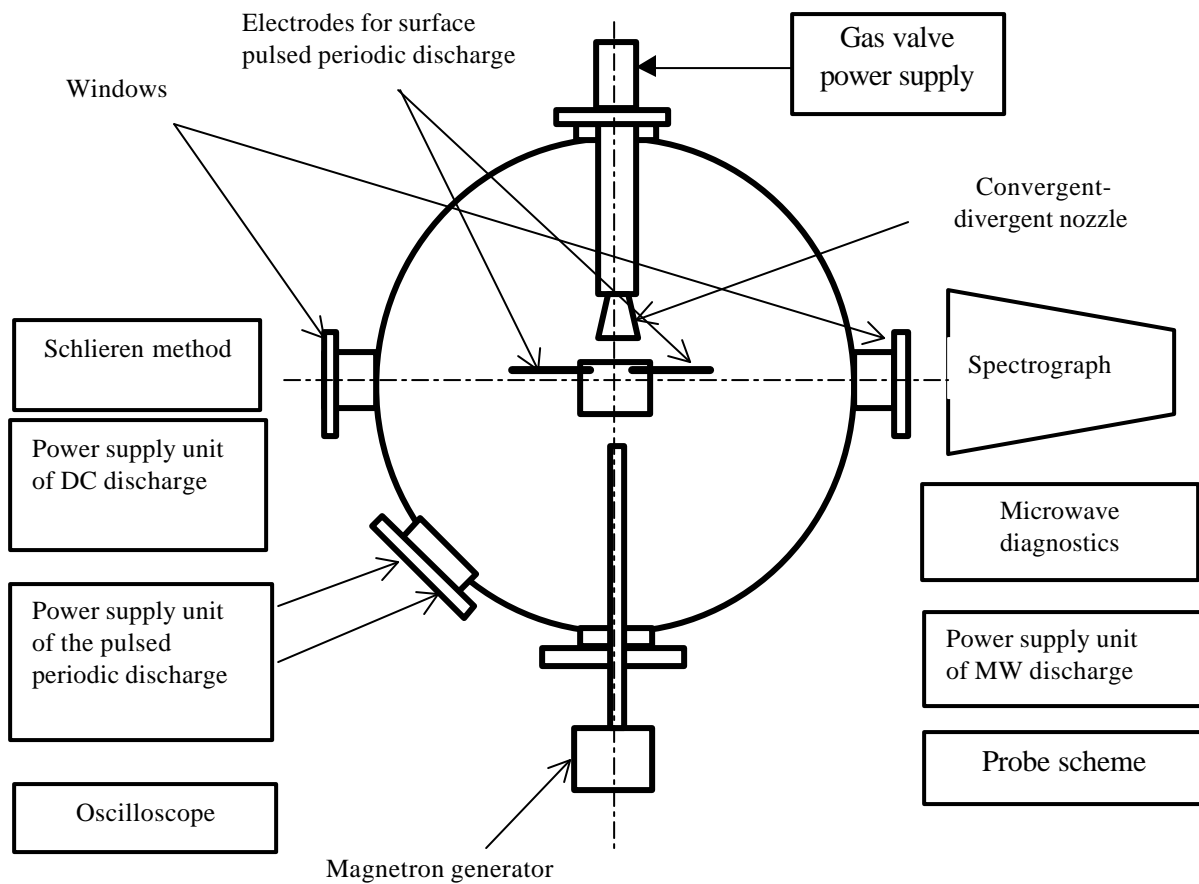 Electrodes for surface
pulsed periodic discharge
Gas valve
power supply
Windows
Convergent-
divergent nozzle
Schlieren method
Spectrograph
Power supply unit
of DC discharge
Microwave
diagnostics
Power supply unit
of the pulsed
periodic discharge
Power supply unit
of MW discharge
Probe scheme
Oscilloscope
Magnetron generator